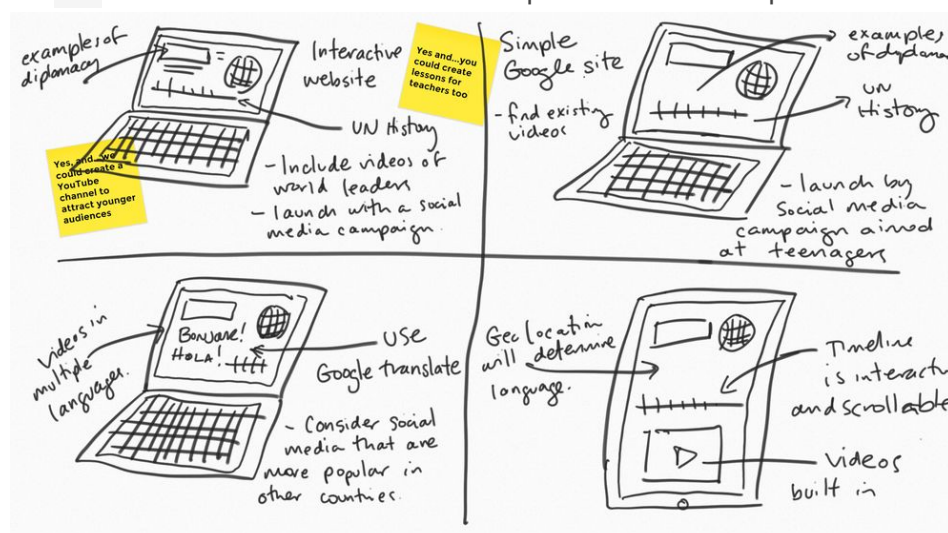 examples of
diplomacy
Interactive
website
Yes and...you
could create
lessons for
teachers too
UN History
- Include videos of
world leaders
- launch with a social
media campaign.
Yes, and...we
could create a
YouTube
channel to
attract younger
audiences
Simple
Google site
- find existing
videos
examples
UN
History
- launch by
Social media
campaign aimed
at teenagers
Videos in
multiple
languages.
BONJOUR!
HOLA!
USE
Google translate
- Consider social
media that are
more popular in
other countries.
Geo location
will determine
language.
Timeline
is
and scrollable
videos
built in